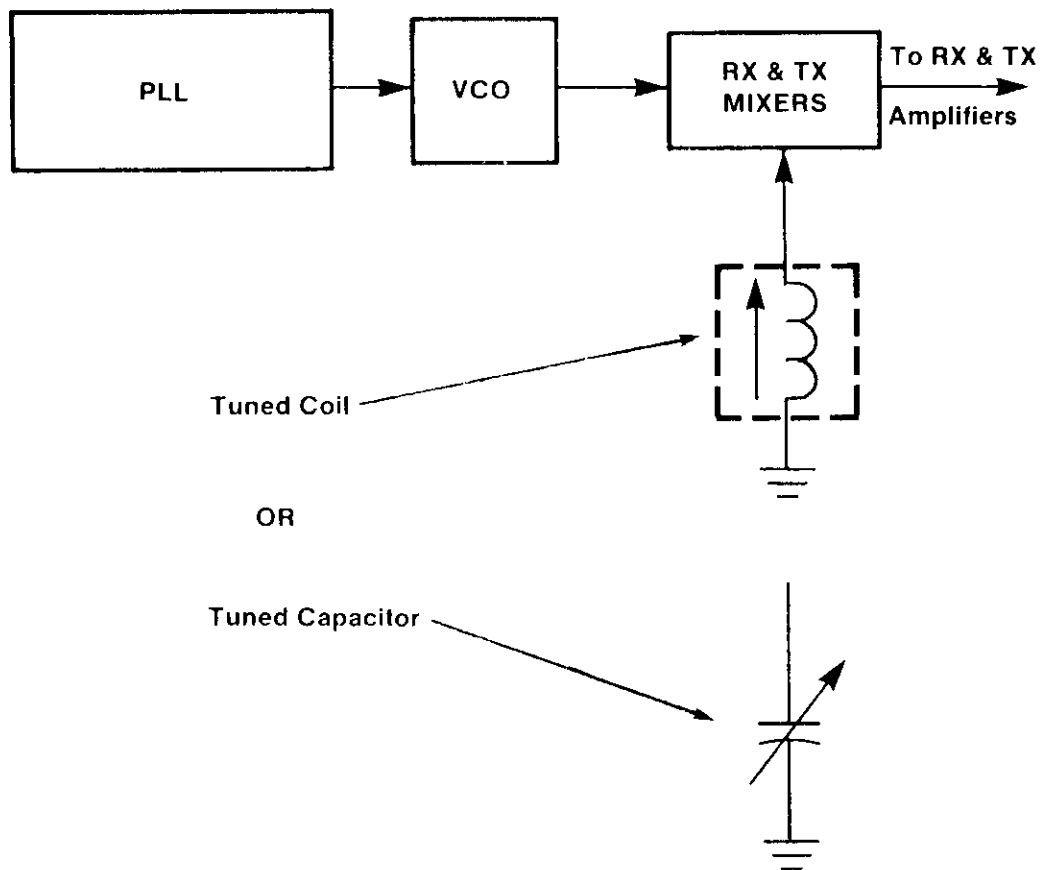 PLL
VCO
RX & TX
MIXERS
To RX & TX
Amplifiers
Tuned Coil
OR
Tuned Capacitor